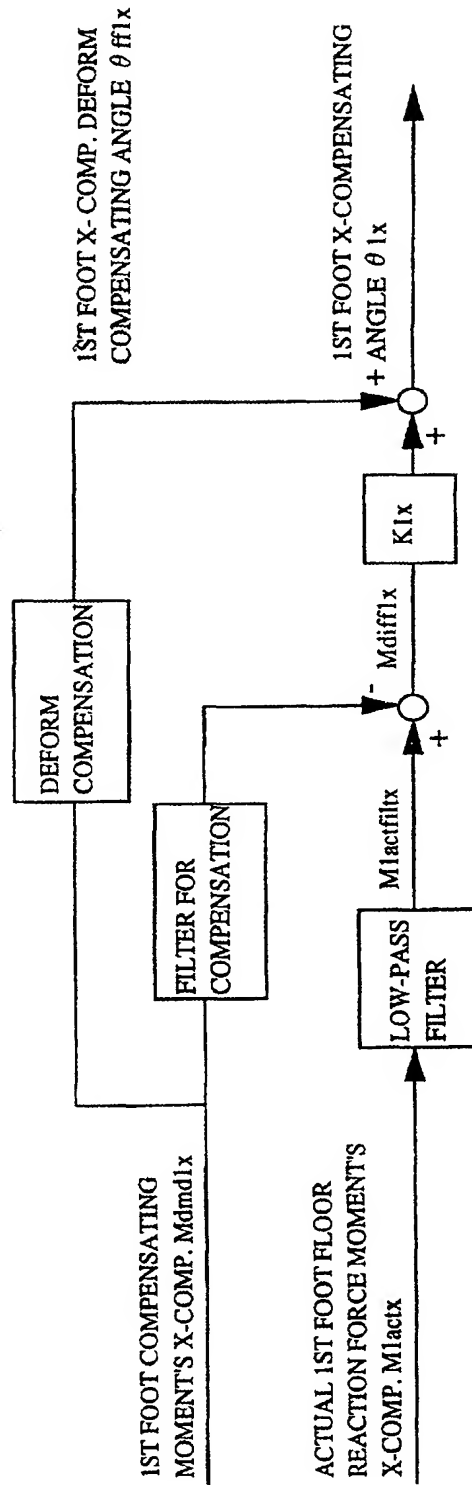 1ST FOOT COMPENSATING
MOMENT'S X-COMP. Mdmd1x
DEFORM
COMPENSATION
1ST FOOT X- COMP. DEFORM
COMPENSATING ANGLE θ ff1x
FILTER FOR
COMPENSATION
ACTUAL 1ST FOOT FLOOR
REACTION FORCE MOMENT'S
X-COMP. M1actx
LOW-PASS
FILTER
M1actfiltx
+
-
Mdiff1x
K1x
+
+
1ST FOOT X-COMPENSATING
ANGLE θ 1x